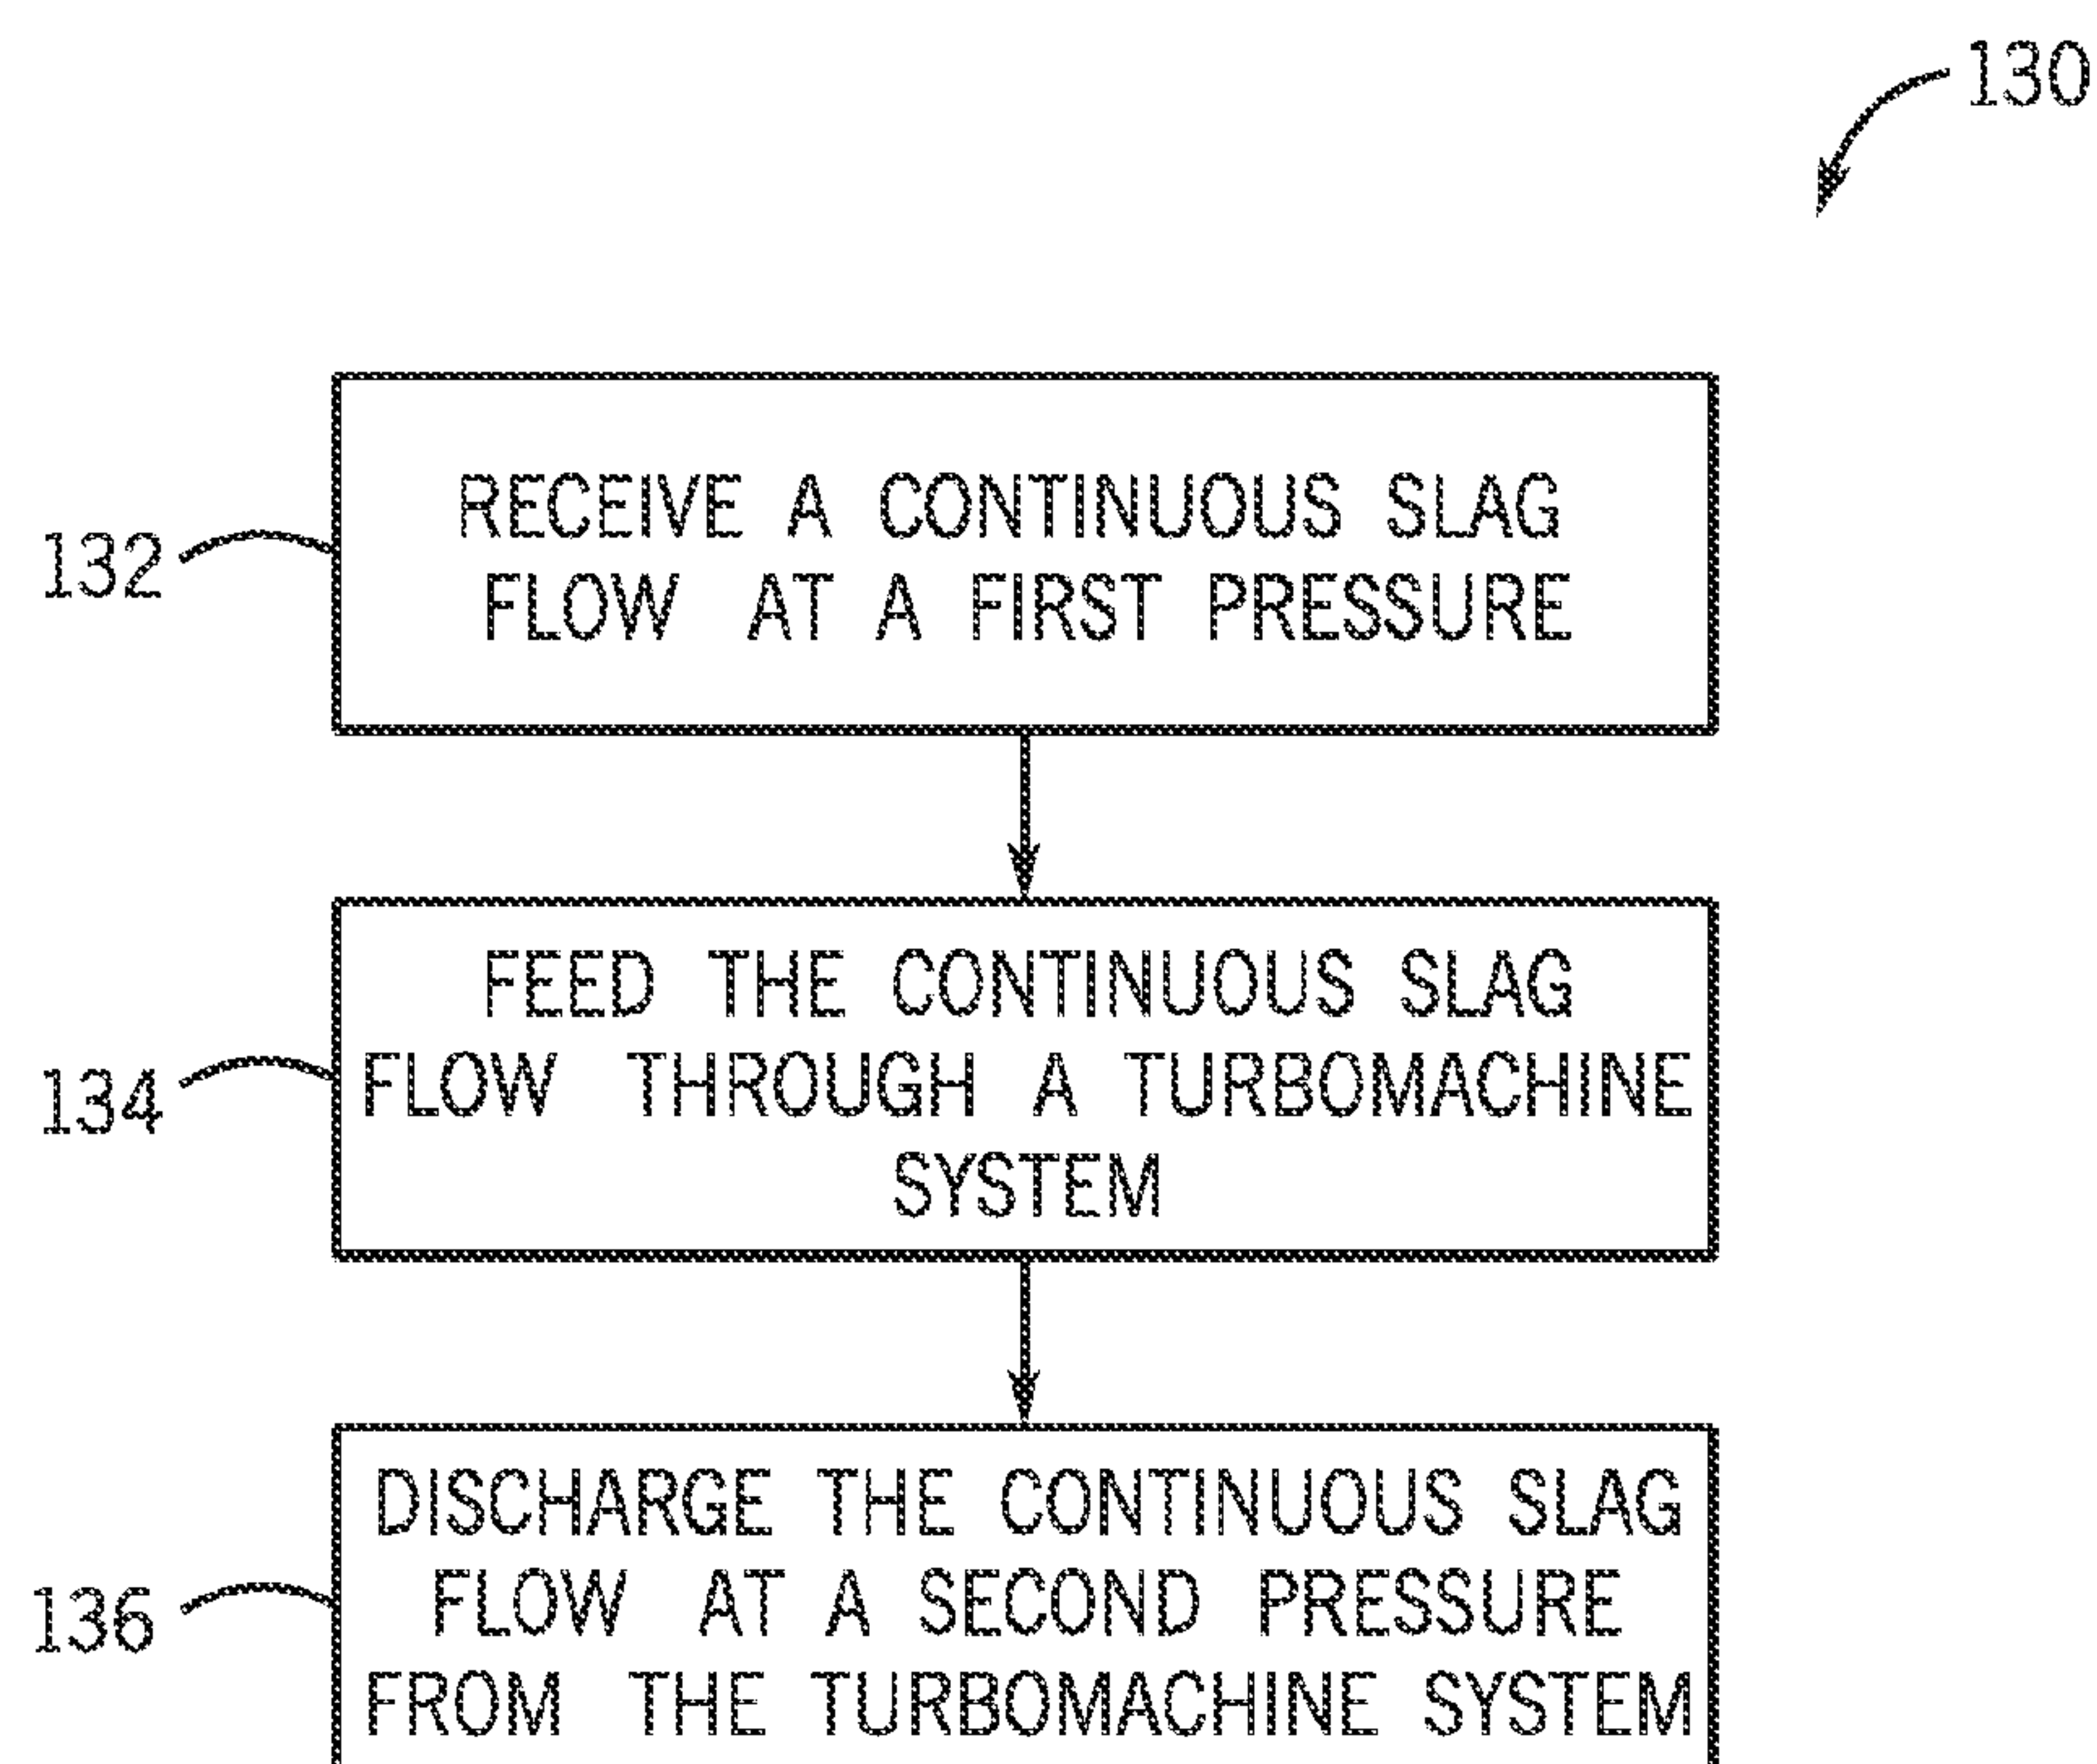 130
132
RECEIVE A CONTINUOUS SLAG
FLOW AT A FIRST PRESSURE
134
FEED THE CONTINUOUS SLAG
FLOW THROUGH A TURBOMACHINE
SYSTEM
136
DISCHARGE THE CONTINUOUS SLAG
FLOW AT A SECOND PRESSURE
FROM THE TURBOMACHINE SYSTEM